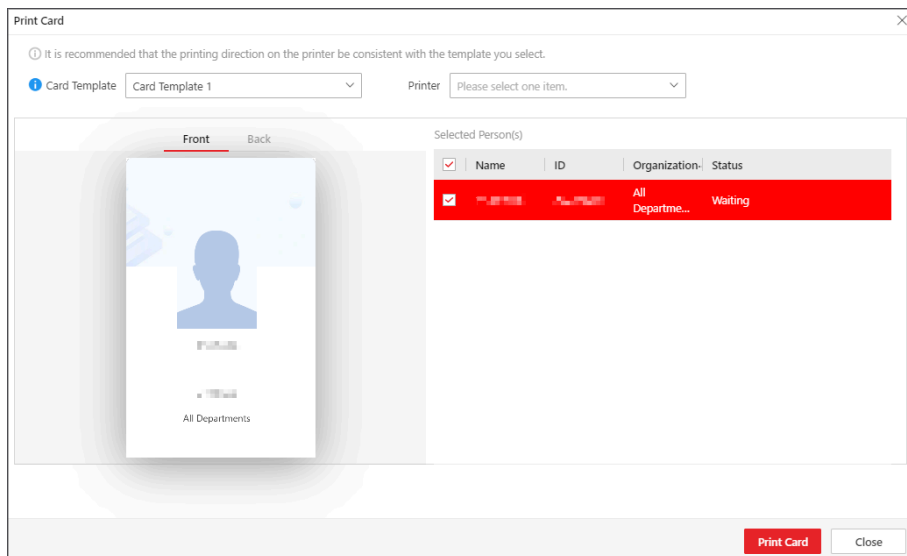 Print Card
It is recommended that the printing direction on the printer be consistent with the template you select.
Card Template Card Template 1 Printer Please select one item.
Front Back
Selected Person(s)
Name ID Organization- Status
All Departme... Waiting
All Departments
Print Card Close